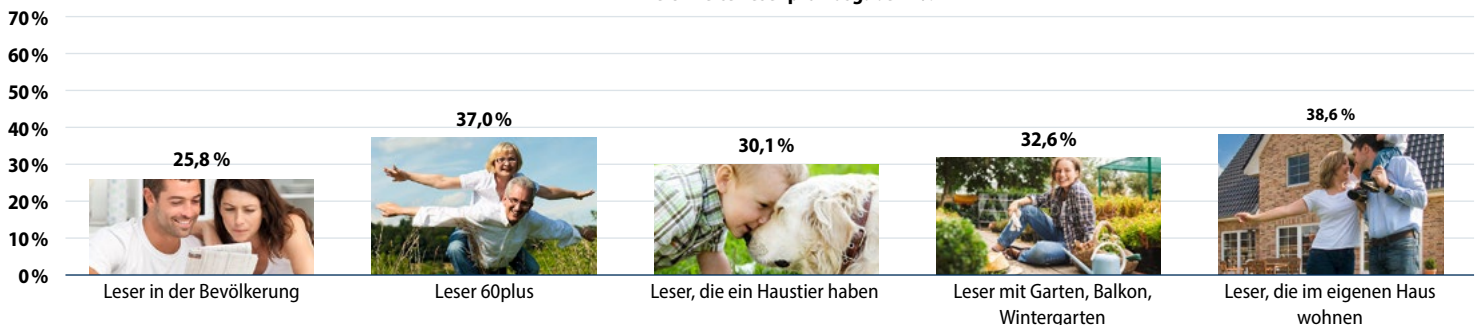 70 %
60 %
50 %
40 %
30 %
20 %
10 %
0 %
25,8 %
37,0 %
30,1 %
32,6 %
38,6 %
Leser in der Bevölkerung
Leser 60plus
Leser, die ein Haustier haben
Leser mit Garten, Balkon,
Wintergarten
Leser, die im eigenen Haus
wohnen